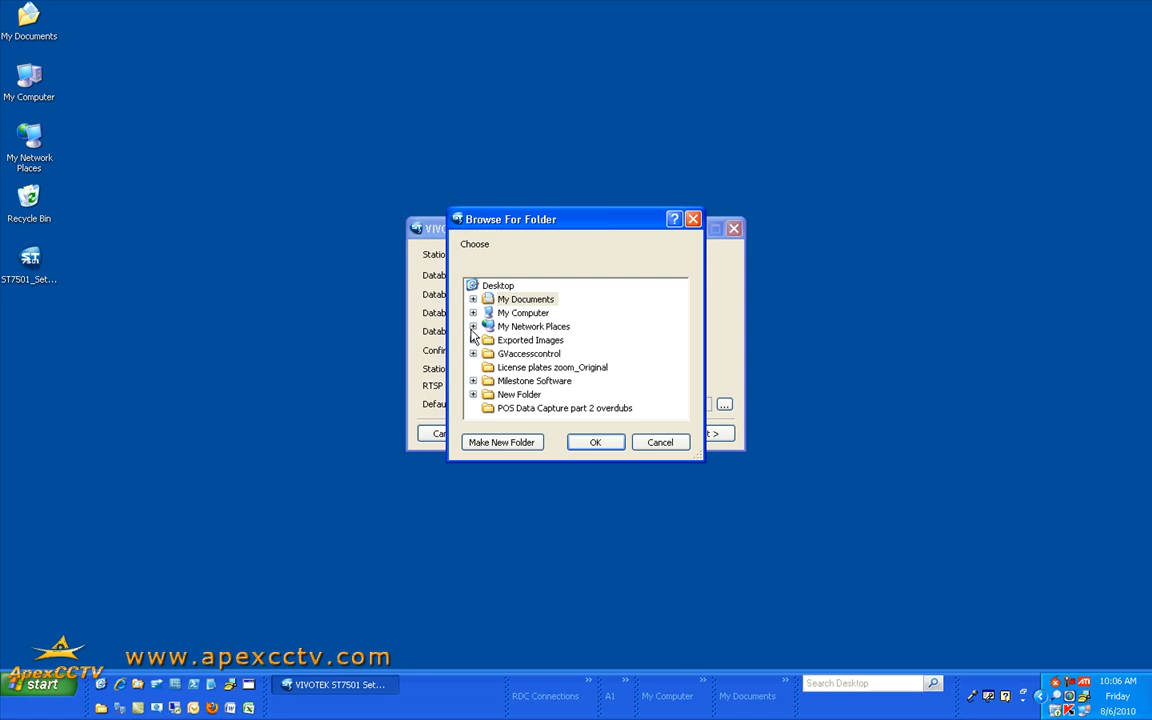 My Documents
My Computer
My Network
Places
Recycle Bin
ST7501_Set...
Browse For Folder
Choose
Desktop
My Documents
My Computer
My Network Places
Exported Images
GVaccesscontrol
License plates zoom_Original
Milestone Software
New Folder
POS Data Capture part 2 overdubs
Make New Folder
OK
Cancel
VIV
Statio
Datab
Datab
Datab
Datab
Confir
Statio
RTSP
Defau
...
Can
t >
www.apexcctv.com
ApexCCTV
start
VIVOTEK ST7501 Set...
RDC Connections
A1
My Computer
My Documents
Search Desktop
10:06 AM
Friday
8/6/2010